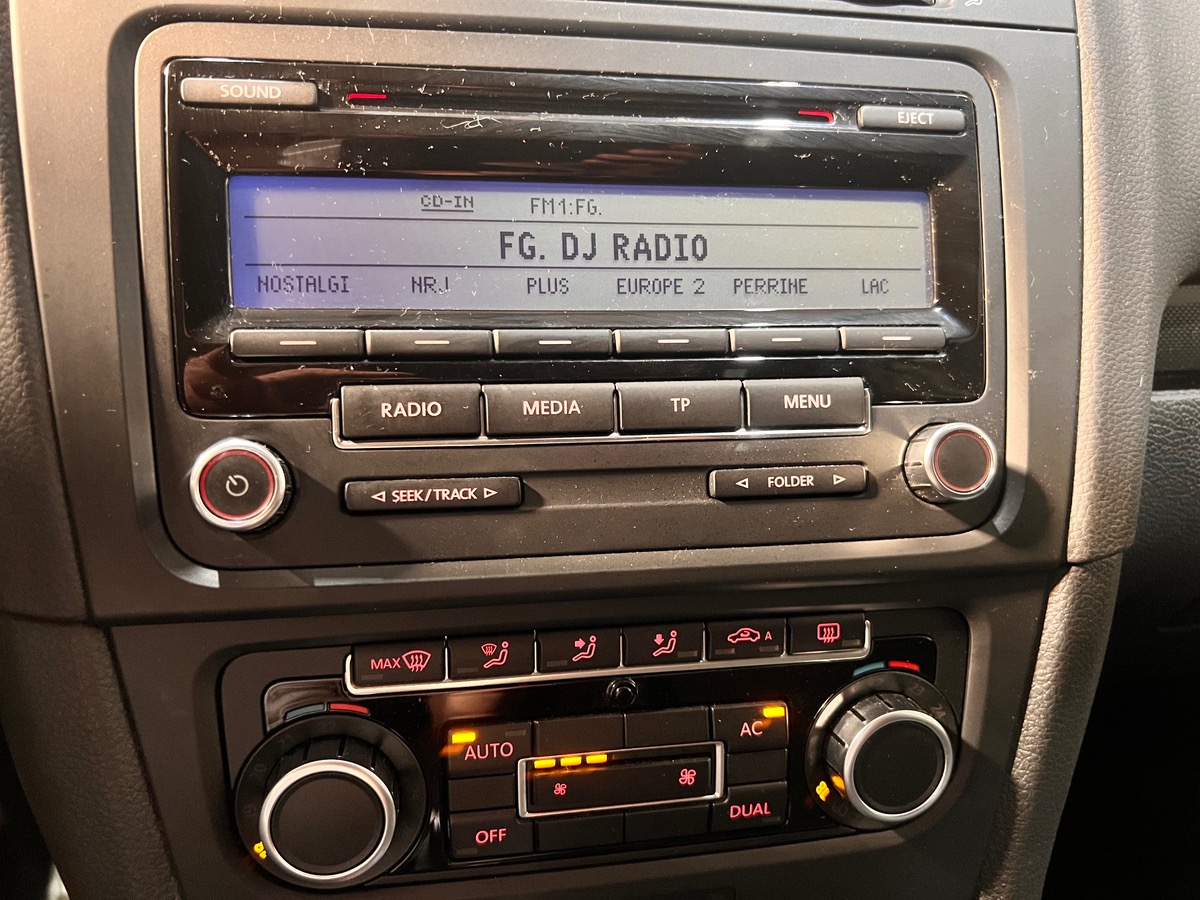 SOUND EJECT
CD-IN FM1:FG.
FG. DJ RADIO
NOSTALGI NRJ PLUS EUROPE 2 PERRINE LAC
RADIO MEDIA TP MENU
SEEK/TRACK FOLDER
MAX A
AUTO AC
OFF DUAL